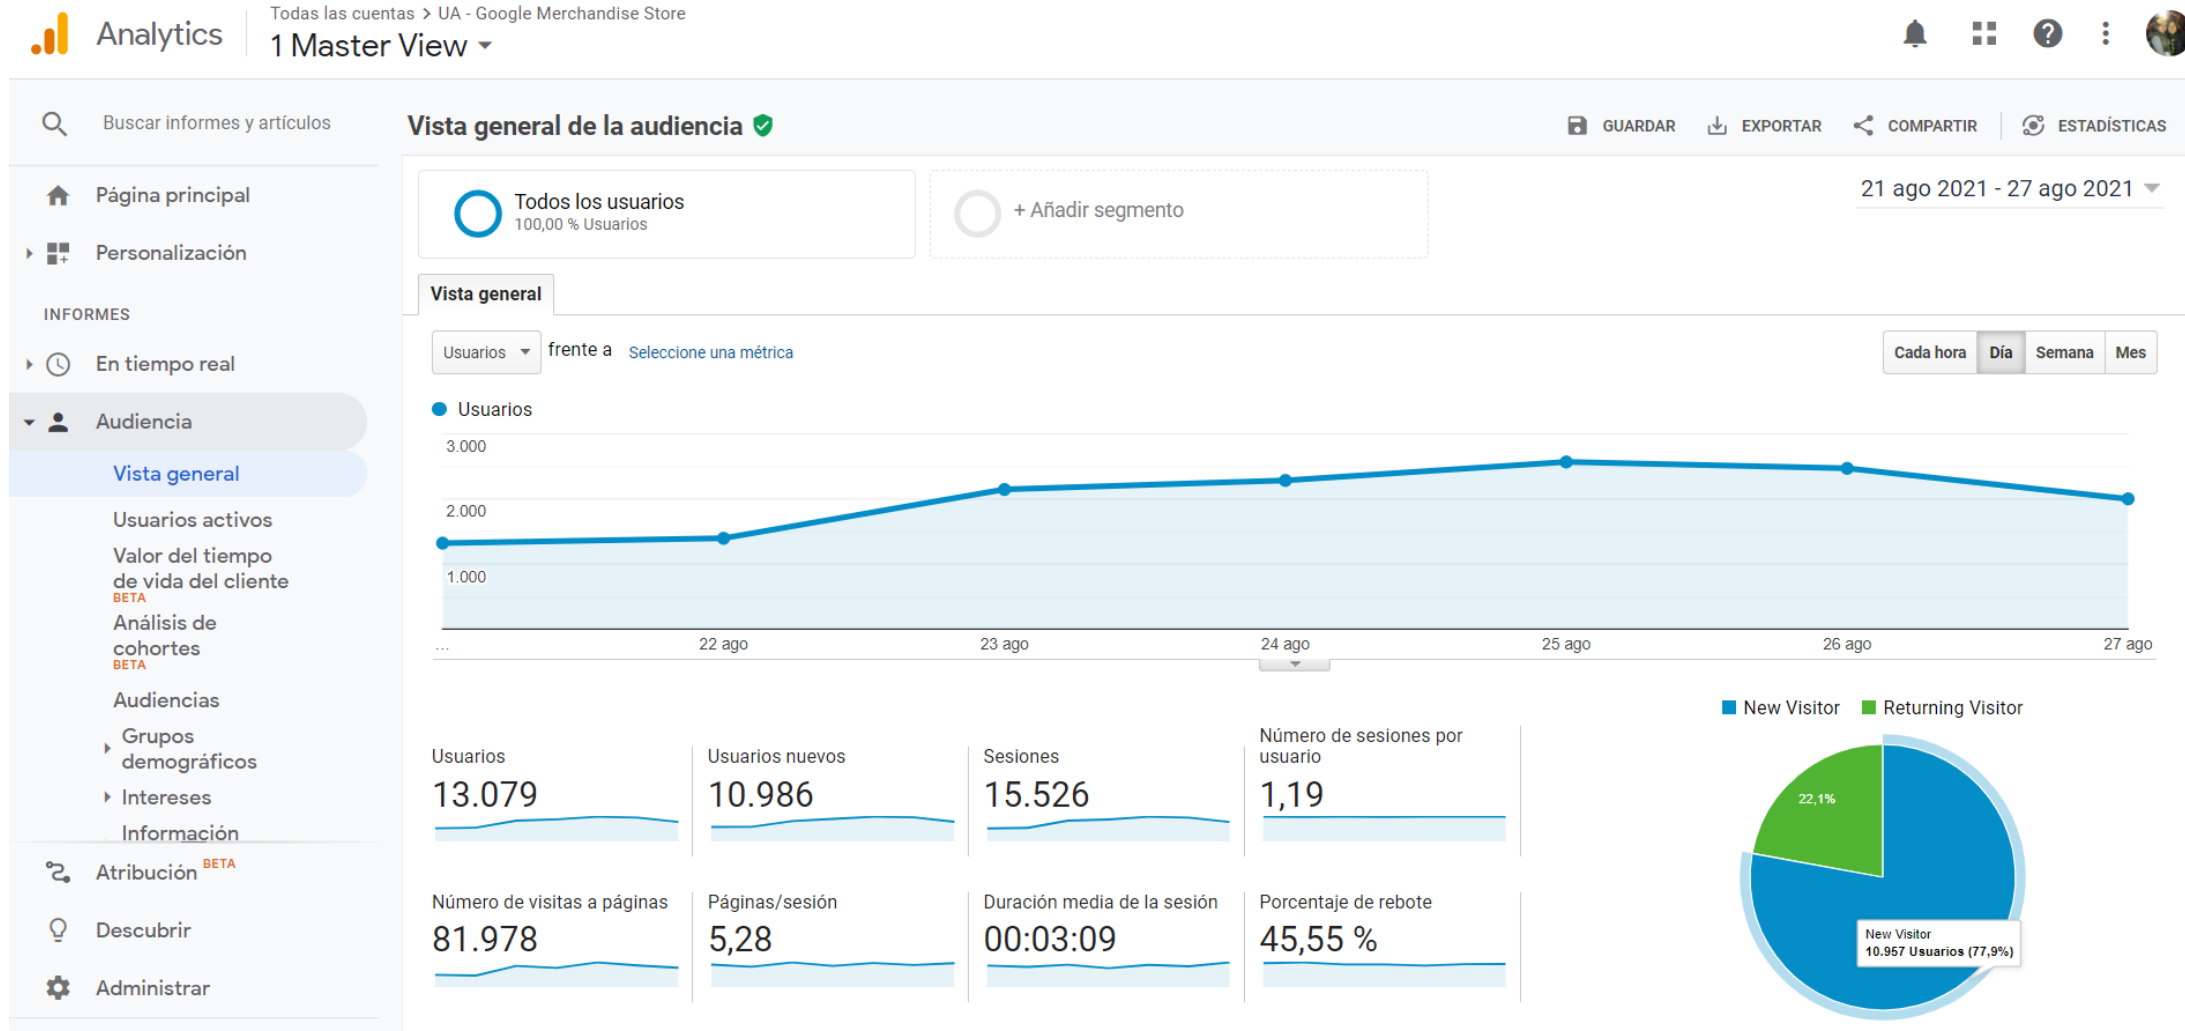 Analytics
Todas las cuentas > UA - Google Merchandise Store
1 Master View
Buscar informes y artículos
Página principal
Personalización
INFORMES
En tiempo real
Audiencia
Vista general
Usuarios activos
Valor del tiempo
de vida del cliente
BETA
Análisis de
cohortes
BETA
Audiencias
Grupos
demográficos
Intereses
Información
Atribución BETA
Descubrir
Administrar
Vista general de la audiencia
GUARDAR
EXPORTAR
COMPARTIR
ESTADÍSTICAS
Todos los usuarios
100,00 % Usuarios
+ Añadir segmento
21 ago 2021 - 27 ago 2021
Vista general
Usuarios frente a Seleccione una métrica
Cada hora Día Semana Mes
Usuarios
3.000
2.000
1.000
... 22 ago 23 ago 24 ago 25 ago 26 ago 27 ago
Usuarios
13.079
Usuarios nuevos
10.986
Sesiones
15.526
Número de sesiones por
usuario
1,19
Número de visitas a páginas
81.978
Páginas/sesión
5,28
Duración media de la sesión
00:03:09
Porcentaje de rebote
45,55 %
New Visitor Returning Visitor
22,1%
New Visitor
10.957 Usuarios (77,9%)